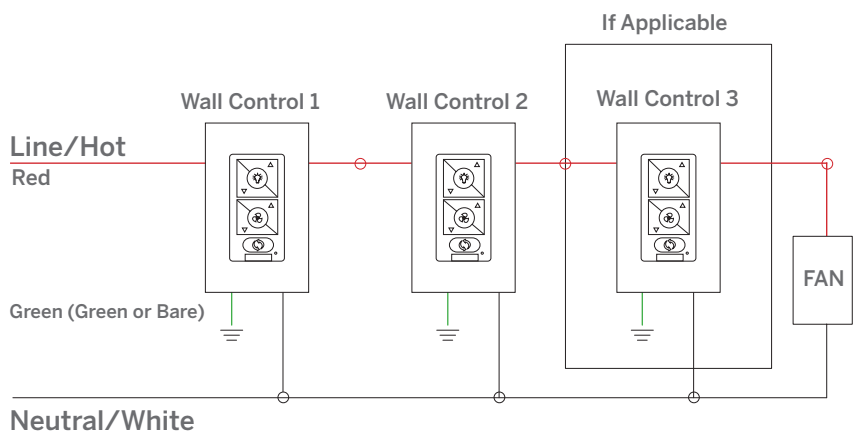 If Applicable
Wall Control 1
Wall Control 2
Wall Control 3
Line/Hot
Red
FAN
Green (Green or Bare)
Neutral/White